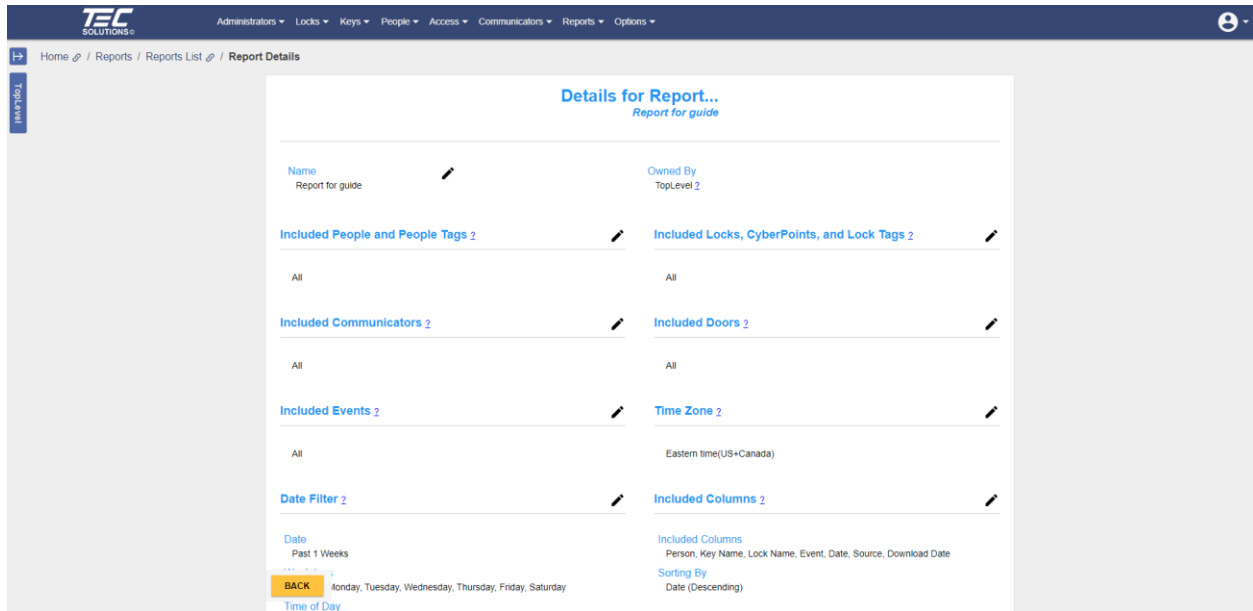 TEC
SOLUTIONS©
Administrators Locks Keys People Access Communicators Reports Options
Home / Reports / Reports List / Report Details
TopLevel
Details for Report...
Report for guide
Name
Report for guide
Owned By
TopLevel ?
Included People and People Tags ?
All
Included Locks, CyberPoints, and Lock Tags ?
All
Included Communicators ?
All
Included Doors ?
All
Included Events ?
All
Time Zone ?
Eastern time(US+Canada)
Date Filter ?
Date
Past 1 Weeks
Monday, Tuesday, Wednesday, Thursday, Friday, Saturday
Time of Day
BACK
Included Columns ?
Included Columns
Person, Key Name, Lock Name, Event, Date, Source, Download Date
Sorting By
Date (Descending)